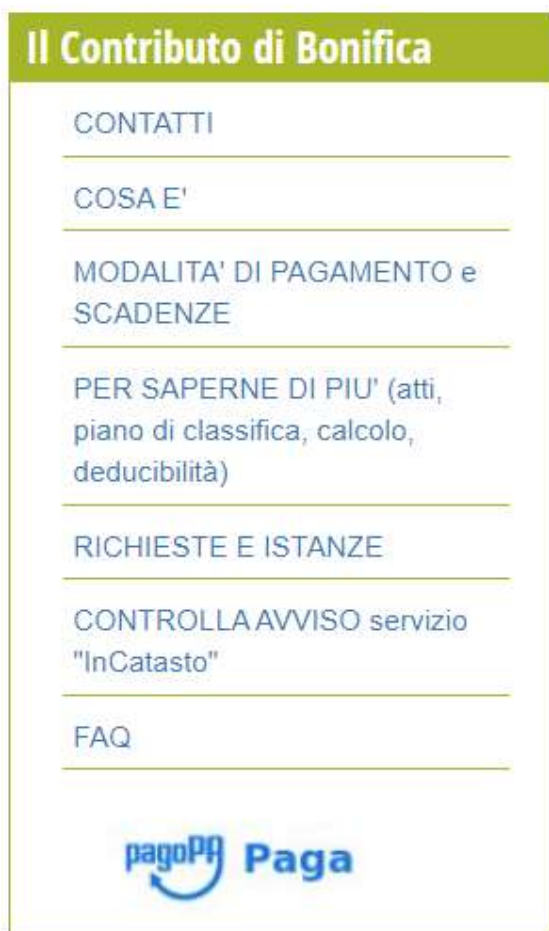 Il Contributo di Bonifica
CONTATTI
COSA E'
MODALITA' DI PAGAMENTO e
SCADENZE
PER SAPERNE DI PIU' (atti,
piano di classifica, calcolo,
deducibilità)
RICHIESTE E ISTANZE
CONTROLLA AVVISO servizio
"InCatasto"
FAQ
pagoPA Paga